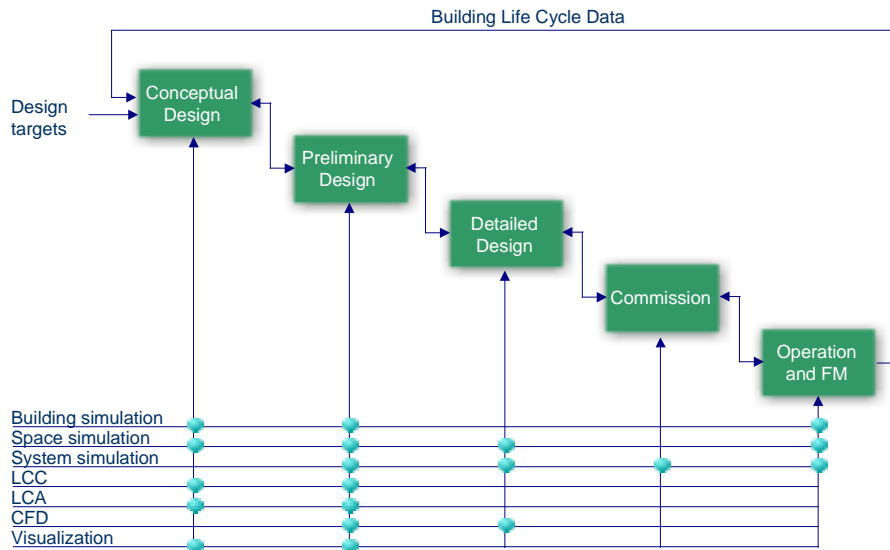 Building Life Cycle Data
Conceptual
Design
Design
targets
Preliminary
Design
Detailed
Design
Commission
Operation
and FM
Building simulation
Space simulation
System simulation
LCC
LCA
CFD
Visualization